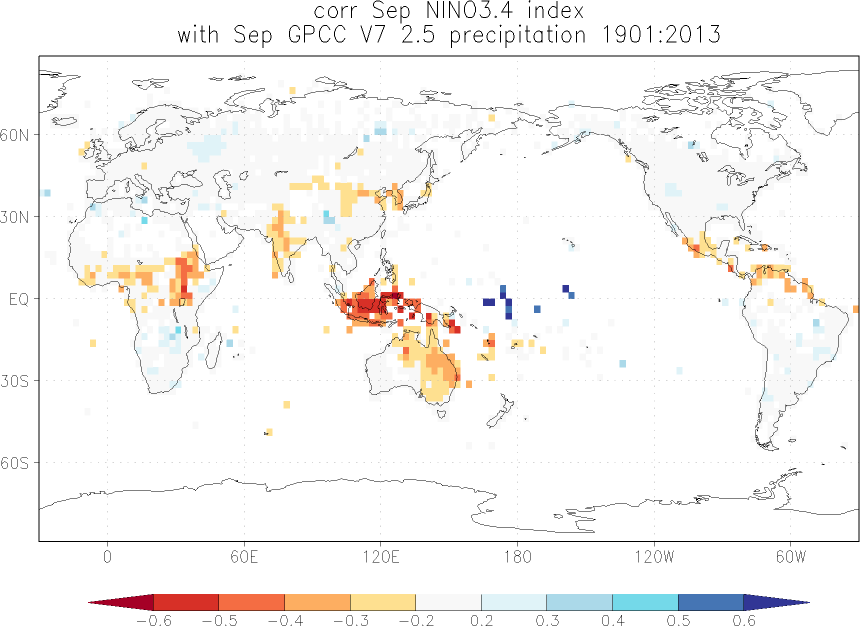 corr Sep NINO3.4 index
with Sep GPCC V7 2.5 precipitation 1901:2013
60N
30N
EQ
30S
60S
0 60E 120E 180 120W 60W
-0.6 -0.5 -0.4 -0.3 -0.2 0.2 0.3 0.4 0.5 0.6